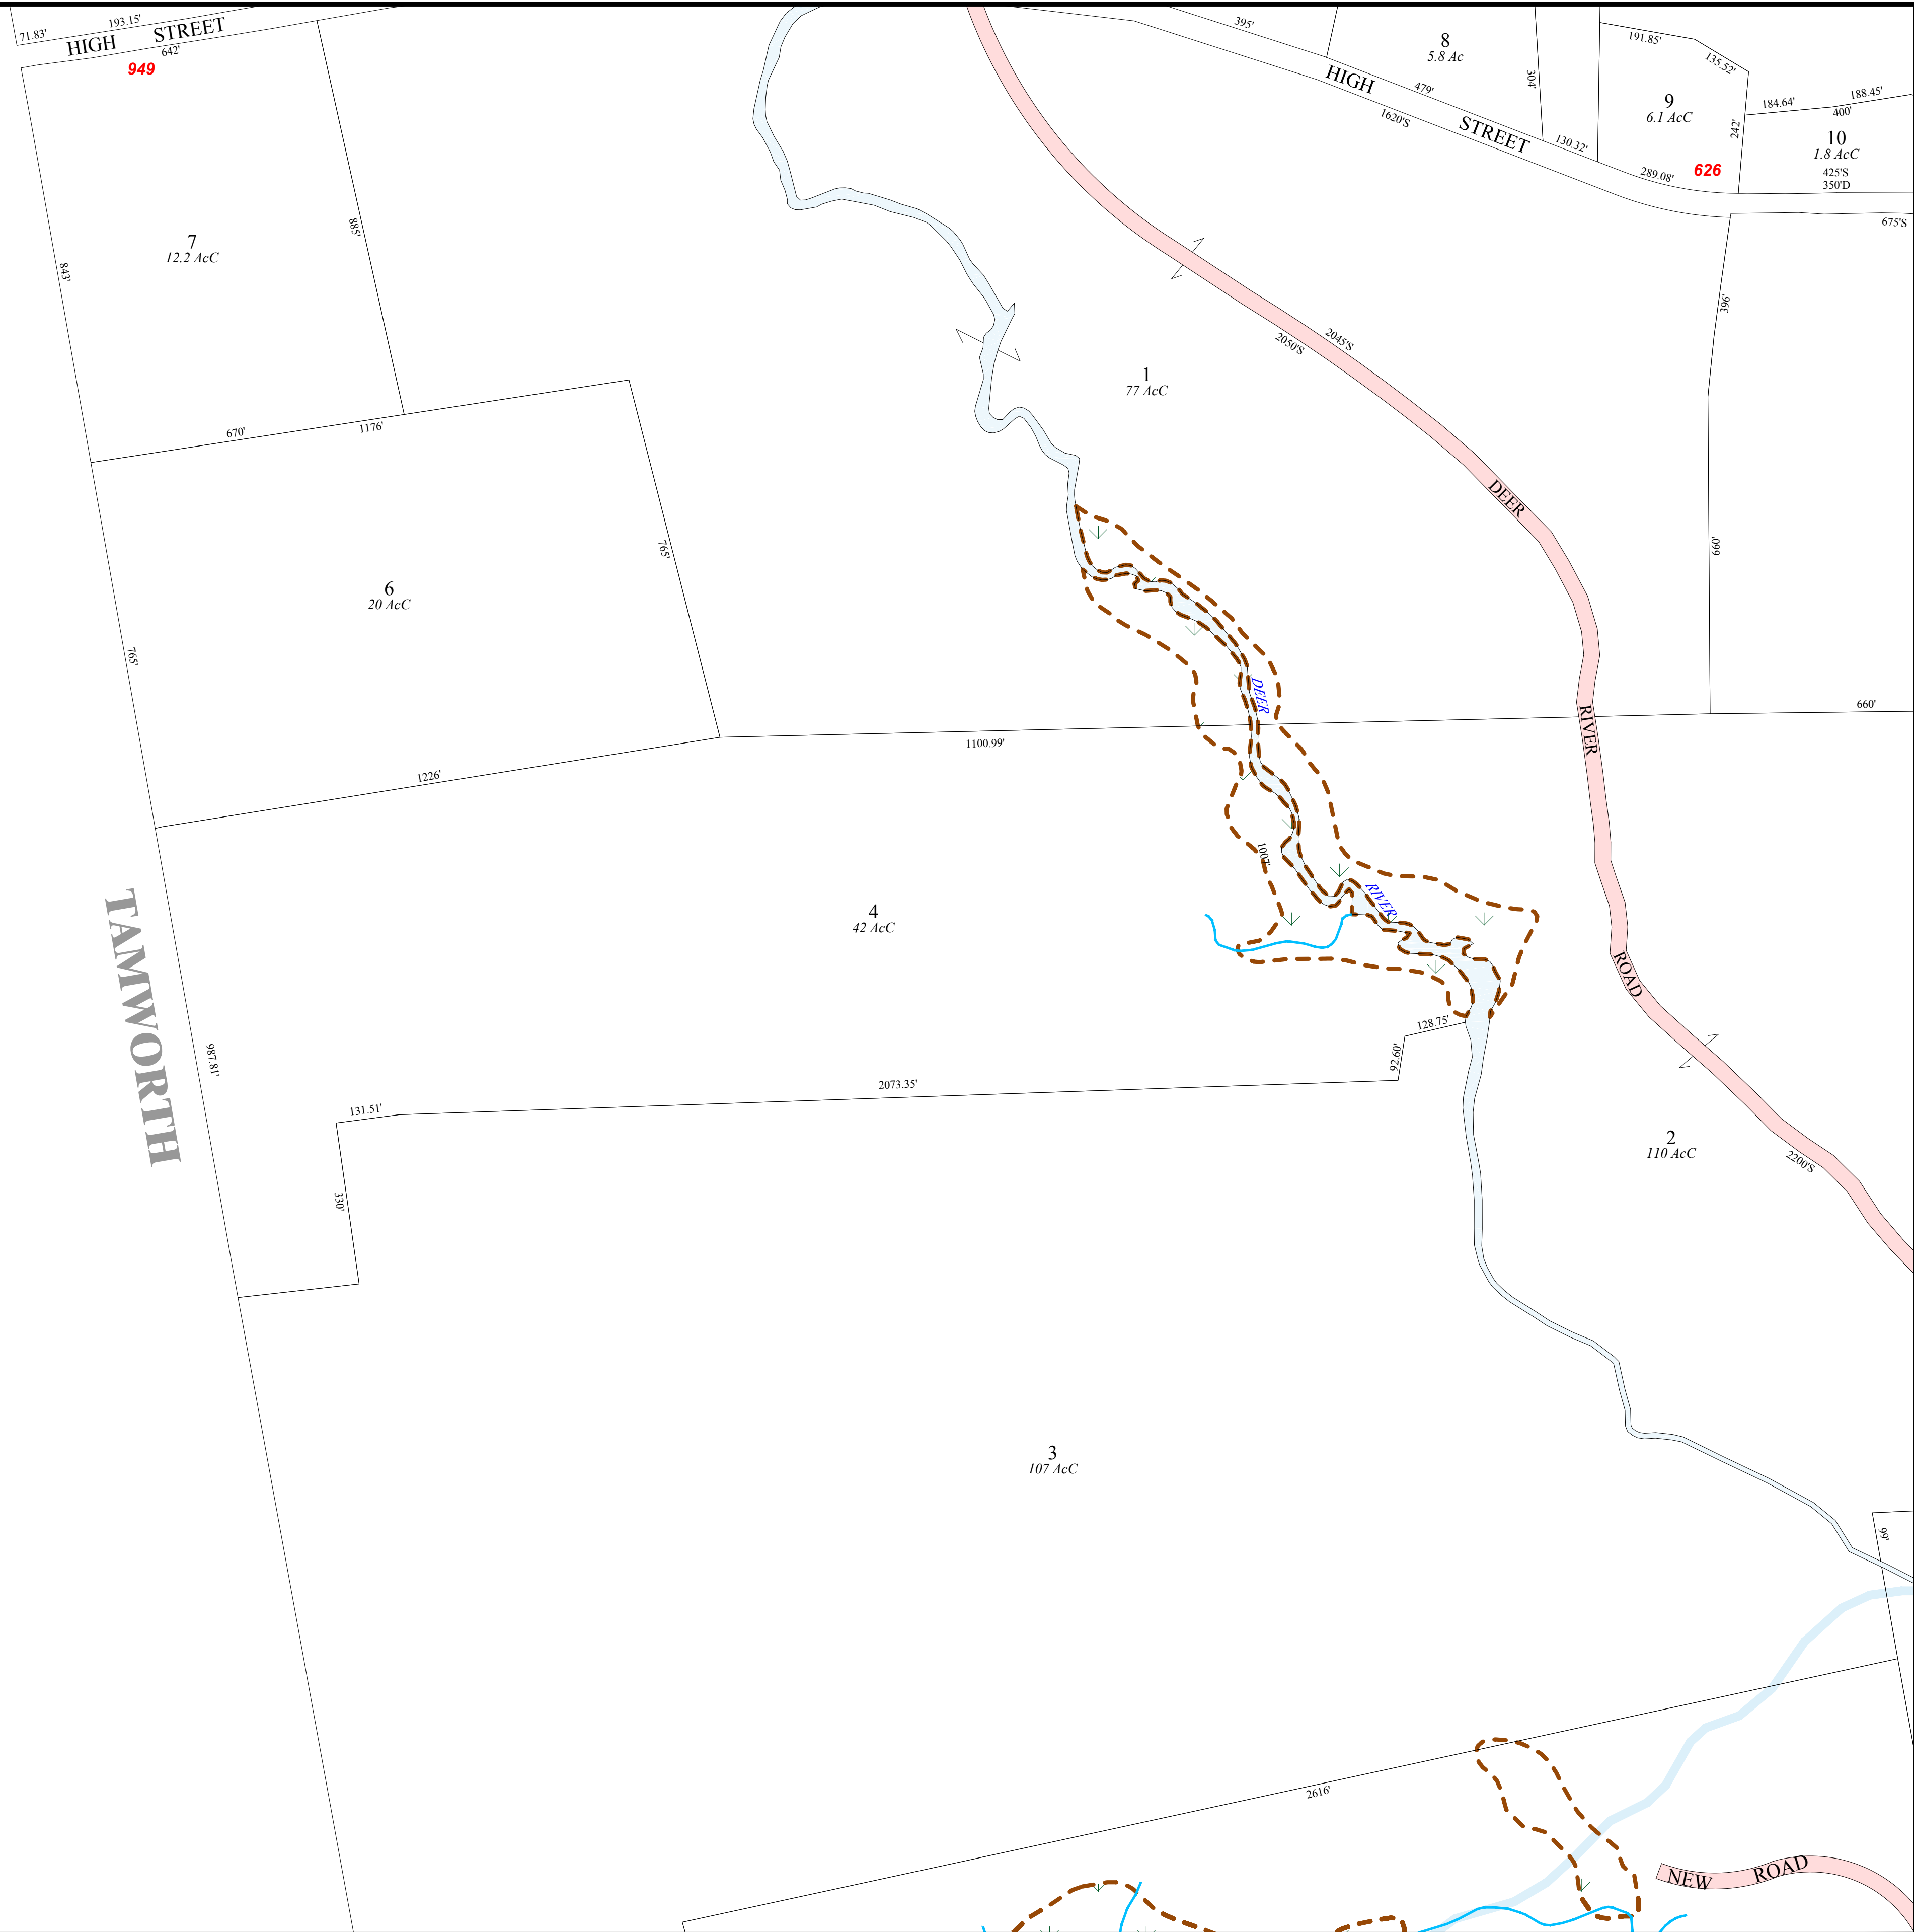 71.83'
193.15'
HIGH STREET
642'
949
395'
8
5.8 Ac
304'
HIGH STREET
479'
1620'S
130.32'
191.85'
135.52'
9
6.1 AcC
242'
626
289.08'
184.64'
188.45'
400'
10
1.8 AcC
425'S
350'D
675'S
7
12.2 AcC
843'
885'
396'
2045'S
2050'S
1
77 AcC
670'
1176'
DEER RIVER ROAD
660'
6
20 AcC
765'
765'
DEER RIVER
660'
1100.99'
1226'
1007'
4
42 AcC
TAMWORTH
987.81'
128.75'
92.60'
2073.35'
131.51'
330'
2
110 AcC
2200'S
3
107 AcC
99'
2616'
NEW ROAD